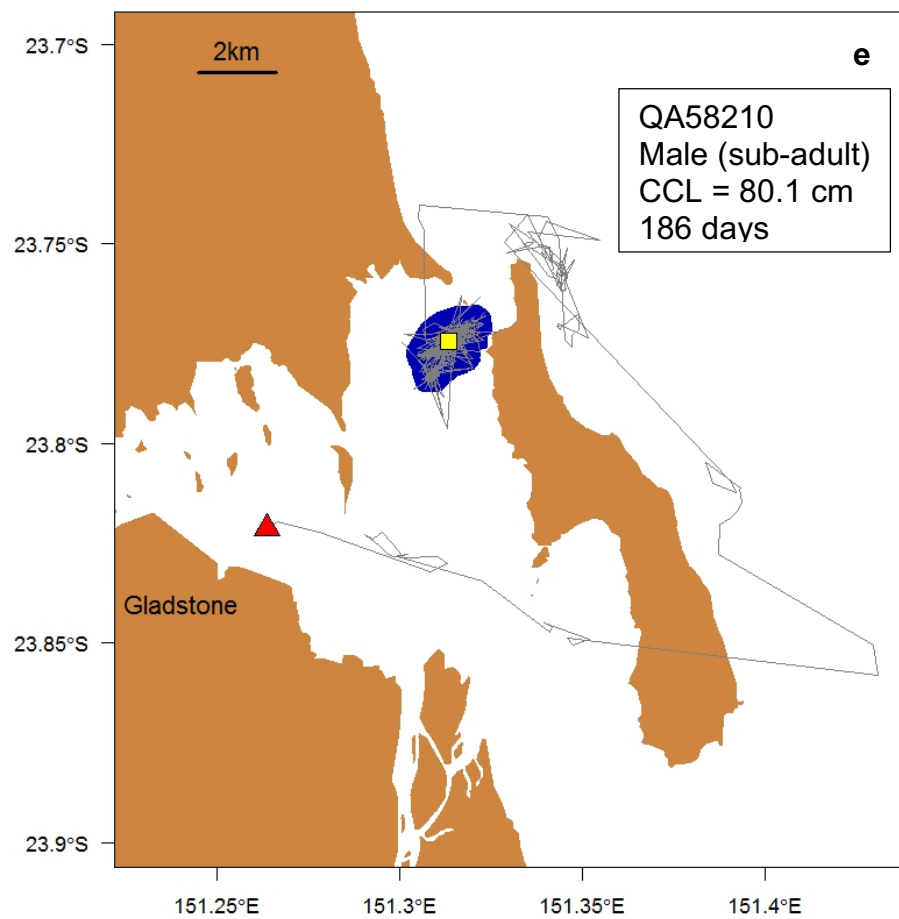 23.7°S
2km
e
QA58210
Male (sub-adult)
CCL = 80.1 cm
186 days
23.75°S
23.8°S
Gladstone
23.85°S
23.9°S
151.25°E
151.3°E
151.35°E
151.4°E